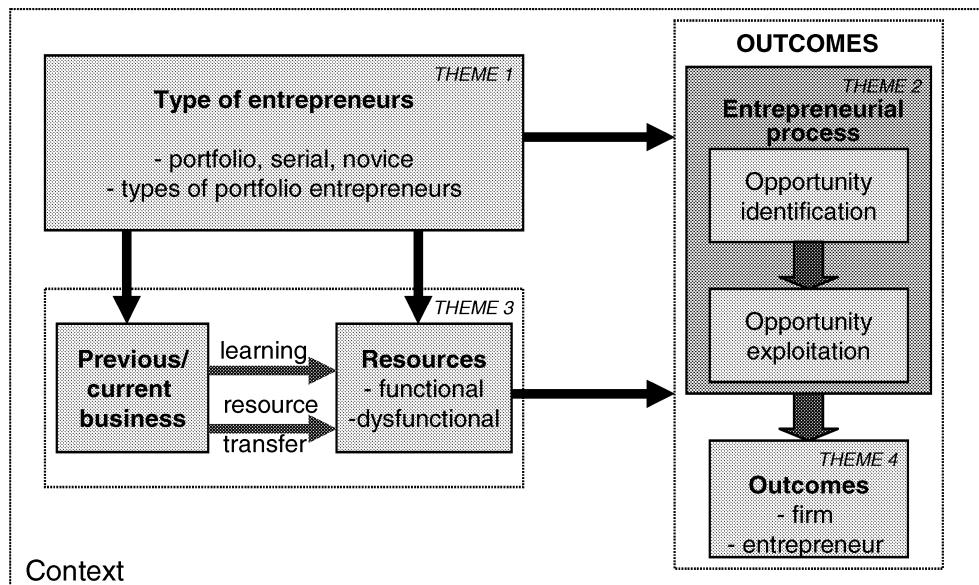 THEME 1
Type of entrepreneurs
- portfolio, serial, novice
- types of portfolio entrepreneurs
OUTCOMES
THEME 2
Entrepreneurial
process
Opportunity
identification
Opportunity
exploitation
THEME 3
Previous/
current
business
learning
resource
transfer
Resources
- functional
-dysfunctional
THEME 4
Outcomes
- firm
- entrepreneur
Context